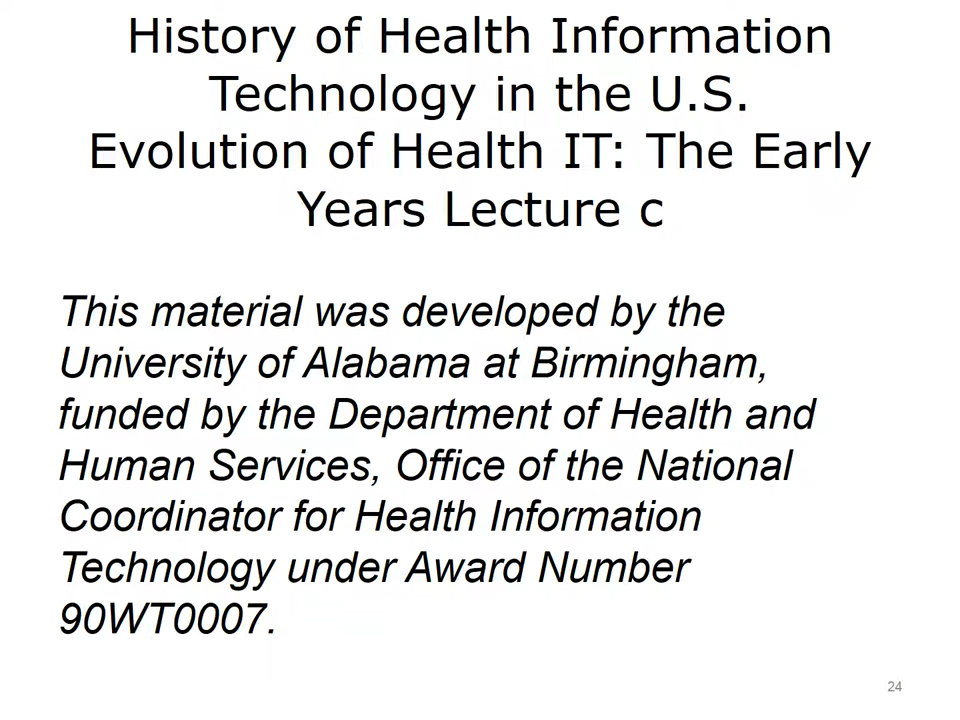 History of Health Information
Technology in the U.S.
Evolution of Health IT: The Early
Years Lecture c
This material was developed by the
University of Alabama at Birmingham,
funded by the Department of Health and
Human Services, Office of the National
Coordinator for Health Information
Technology under Award Number
90WT0007.
24